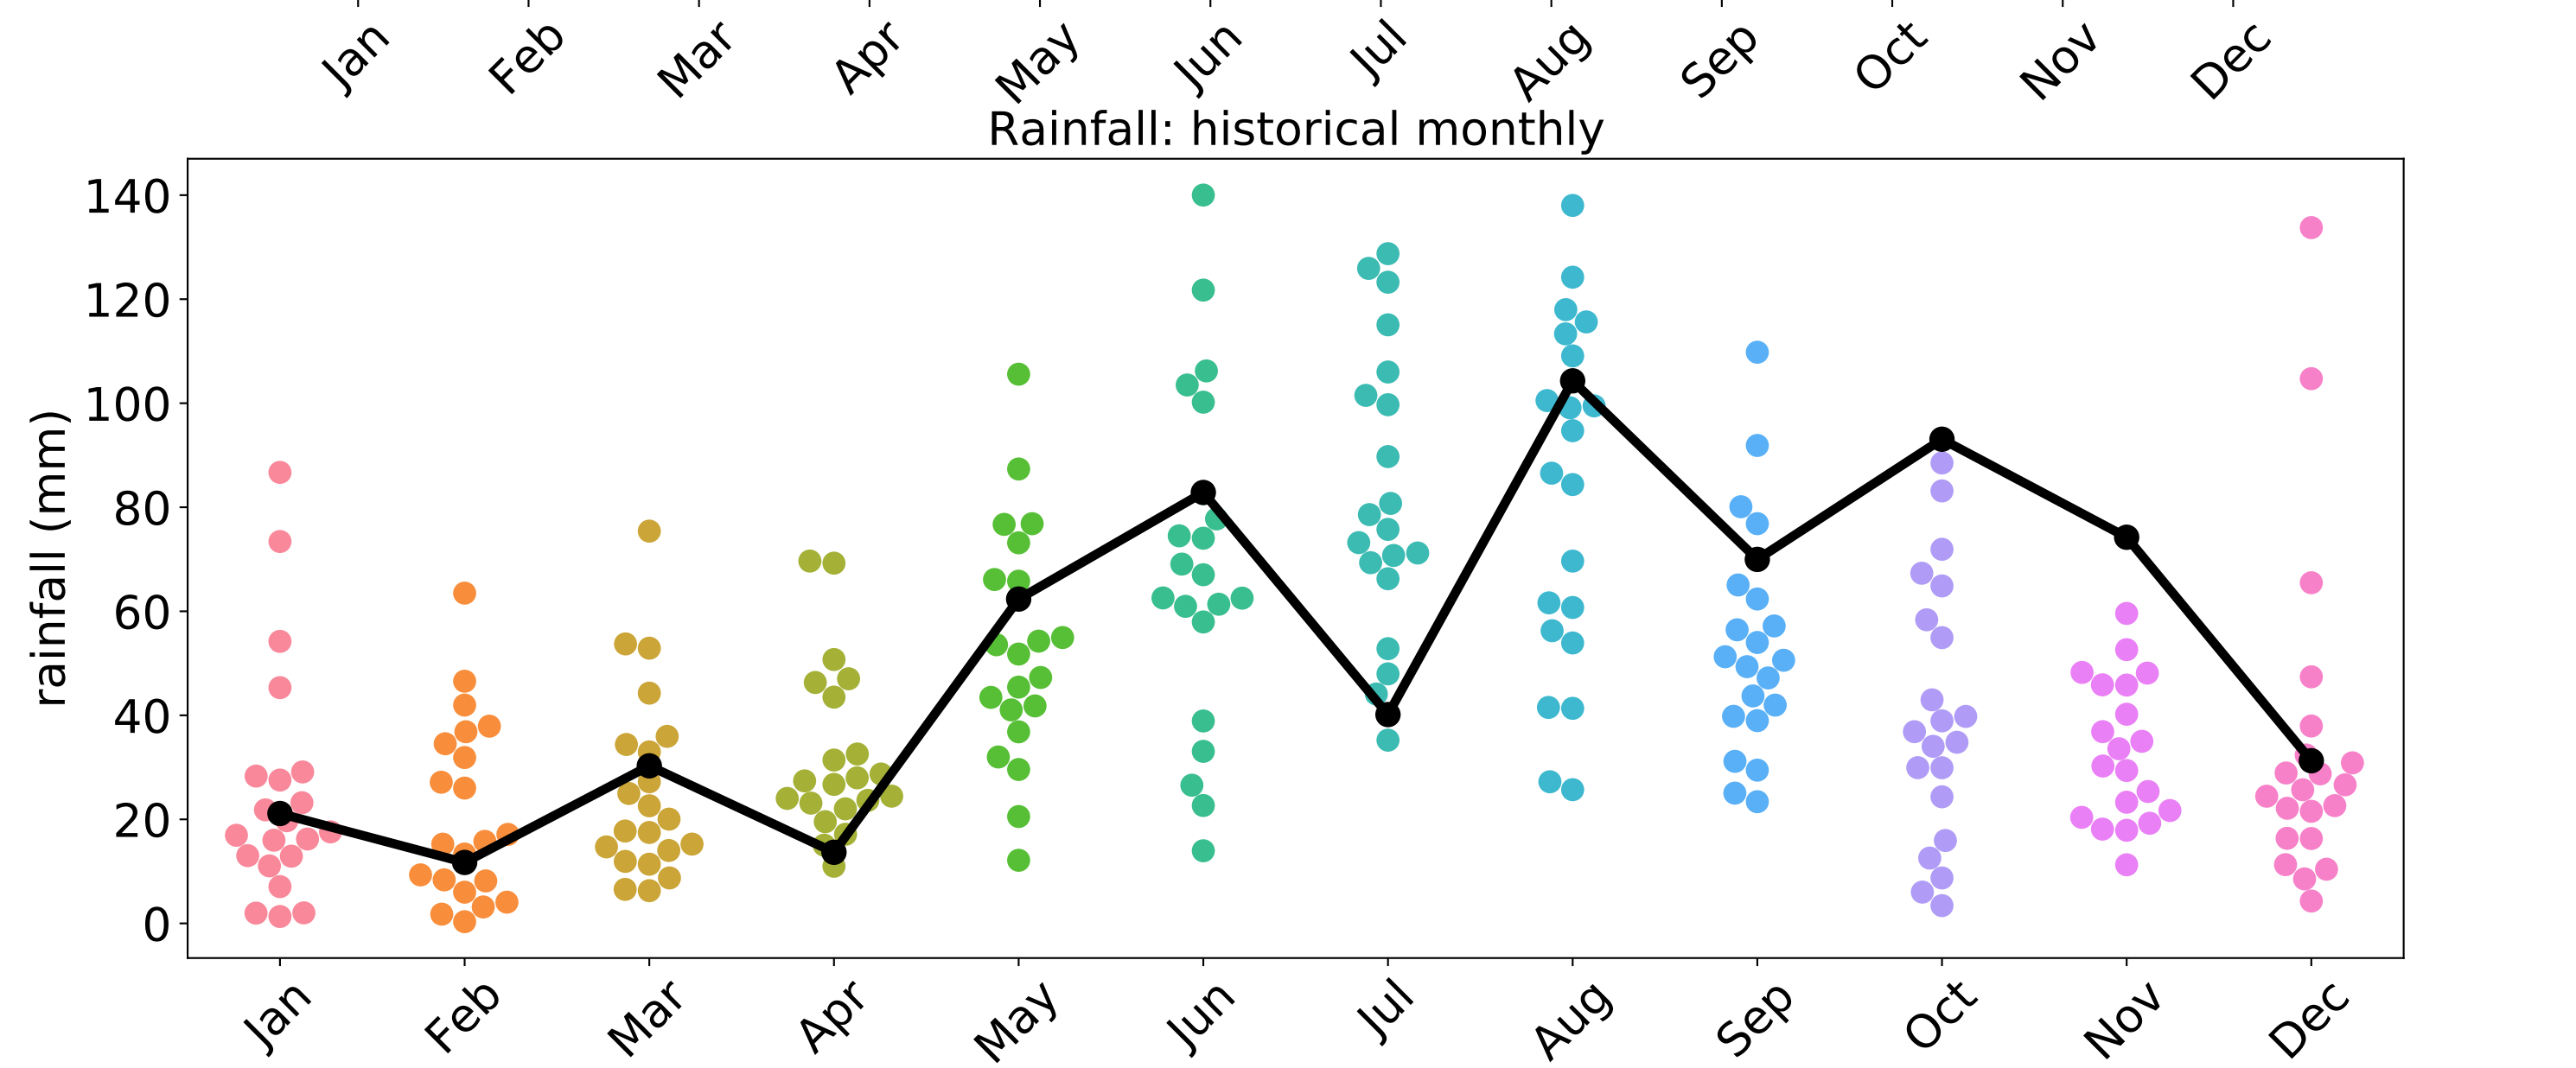 Jan Feb Mar Apr May Jun Jul Aug Sep Oct Nov Dec
Rainfall: historical monthly
rainfall (mm)
140
120
100
80
60
40
20
0
Jan Feb Mar Apr May Jun Jul Aug Sep Oct Nov Dec